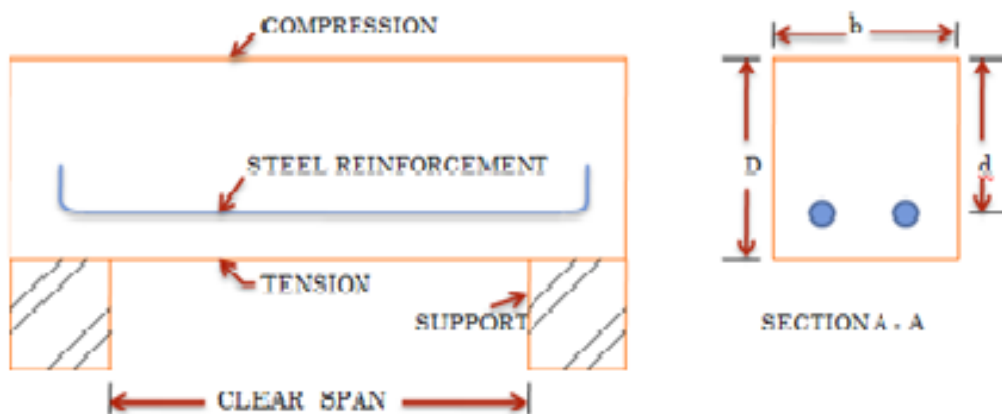 COMPRESSION
STEEL REINFORCEMENT
TENSION
SUPPORT
CLEAR SPAN
b
D
d
SECTION A - A